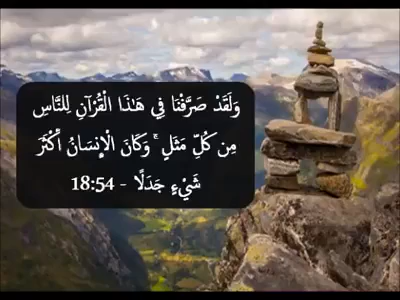 وَلَقَدْ صَرَّفْنَا فِي هَٰذَا الْقُرْآنِ لِلنَّاسِ
مِن كُلِّ مَثَلٍ ۚ وَكَانَ الْإِنسَانُ أَكْثَرَ
شَيْءٍ جَدَلًا - 18:54